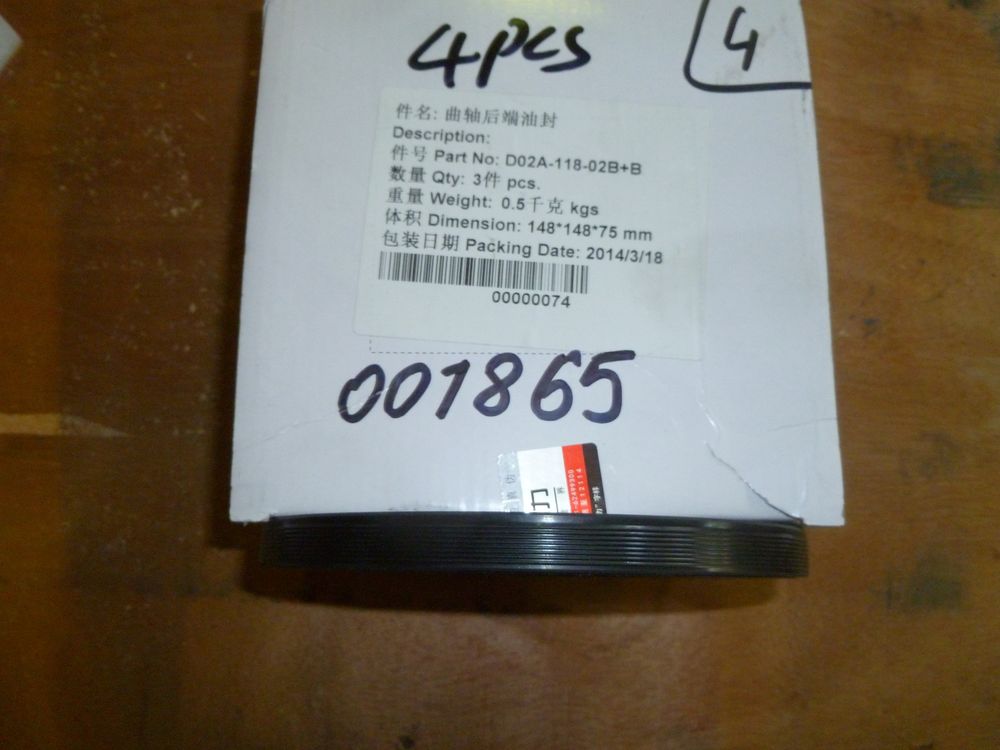 4pcs
4
件名: 曲轴后端油封
Description:
件号 Part No: D02A-118-02B+B
数量 Qty: 3件 pcs.
重量 Weight: 0.5千克 kgs
体积 Dimension: 148*148*75 mm
包装日期 Packing Date: 2014/3/18
00000074
001865